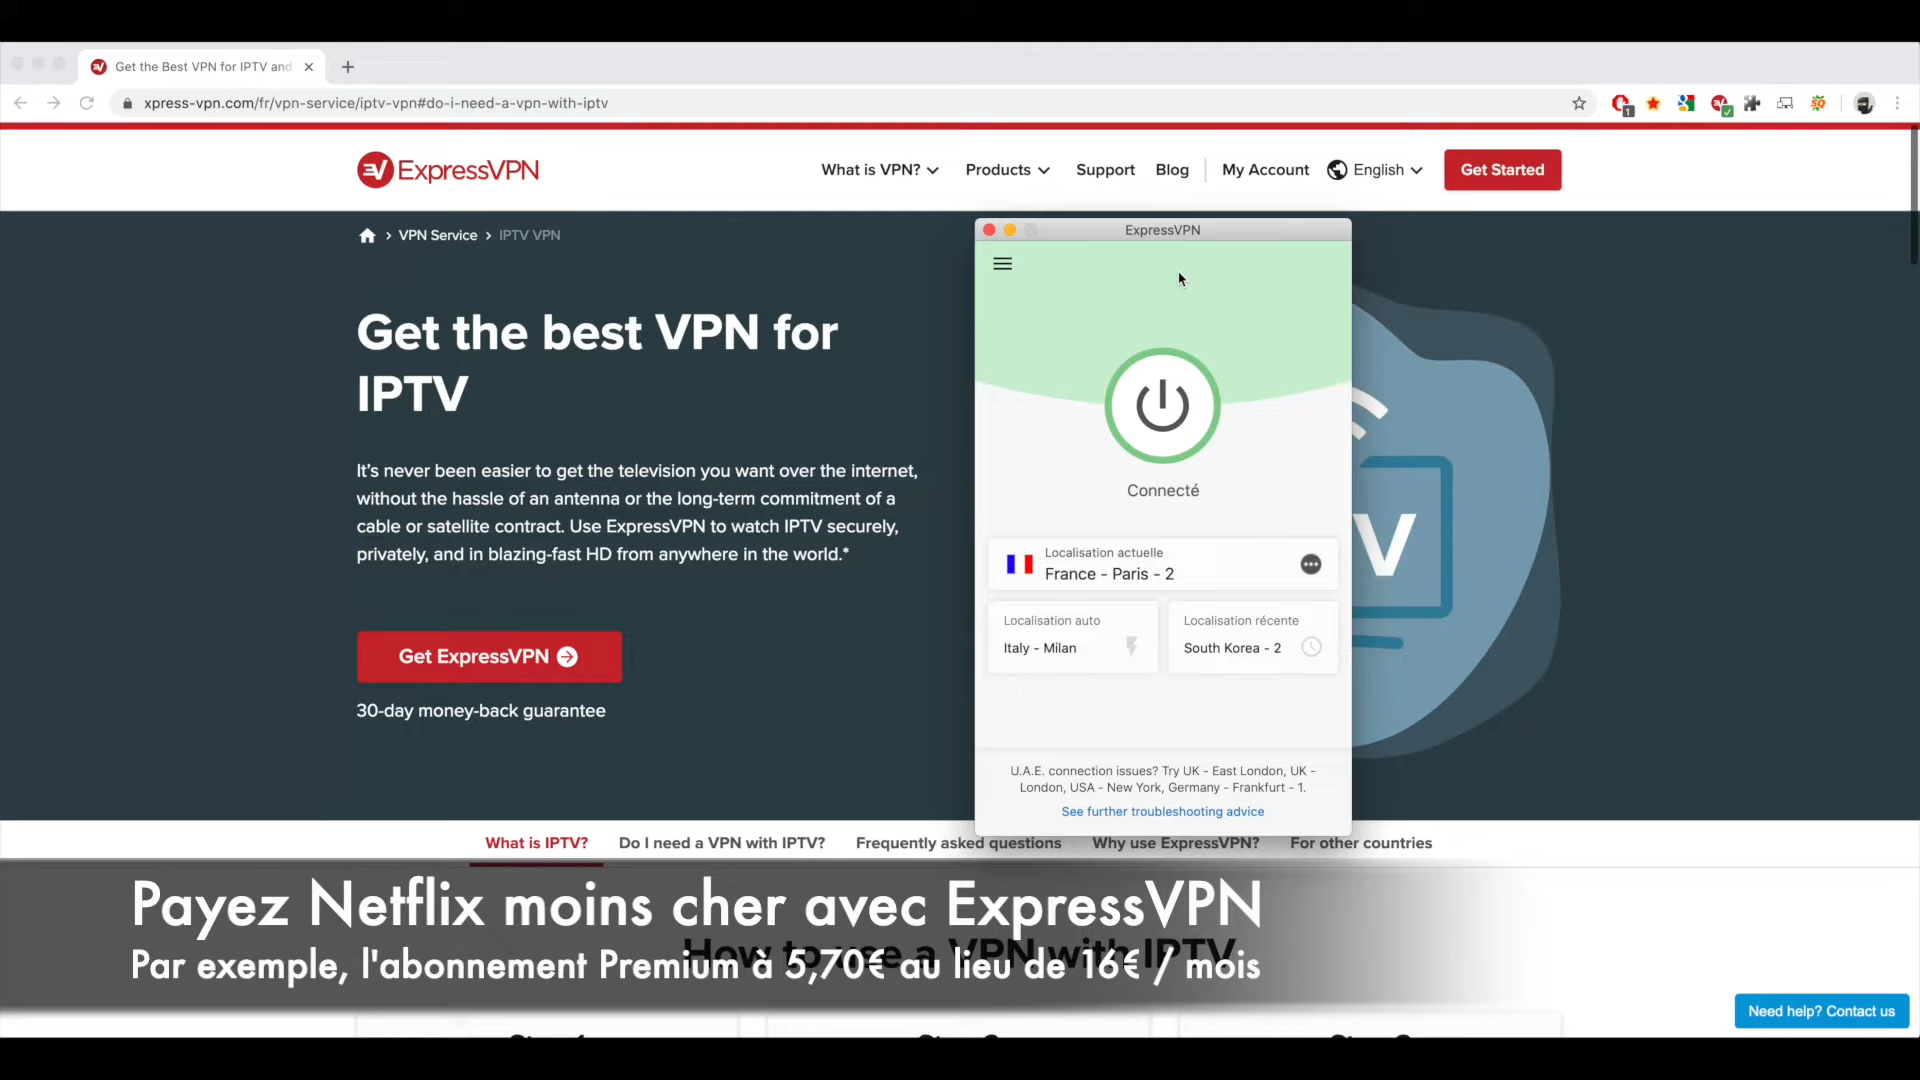 Get the Best VPN for IPTV and
xpress-vpn.com/fr/vpn-service/iptv-vpn#do-i-need-a-vpn-with-iptv
1
SQ
ExpressVPN
What is VPN?
Products
Support
Blog
My Account
English
Get Started
VPN Service > IPTV VPN
Get the best VPN for
IPTV
It's never been easier to get the television you want over the internet,
without the hassle of an antenna or the long-term commitment of a
cable or satellite contract. Use ExpressVPN to watch IPTV securely,
privately, and in blazing-fast HD from anywhere in the world.*
Get ExpressVPN
30-day money-back guarantee
ExpressVPN
Connecté
Localisation actuelle
France - Paris - 2
Localisation auto
Italy - Milan
Localisation récente
South Korea - 2
U.A.E. connection issues? Try UK - East London, UK -
London, USA - New York, Germany - Frankfurt - 1.
See further troubleshooting advice
V
What is IPTV?
Do I need a VPN with IPTV?
Frequently asked questions
Why use ExpressVPN?
For other countries
Payez Netflix moins cher avec ExpressVPN
How to use a VPN with IPTV
Par exemple, l'abonnement Premium à 5,70€ au lieu de 16€ / mois
Need help? Contact us